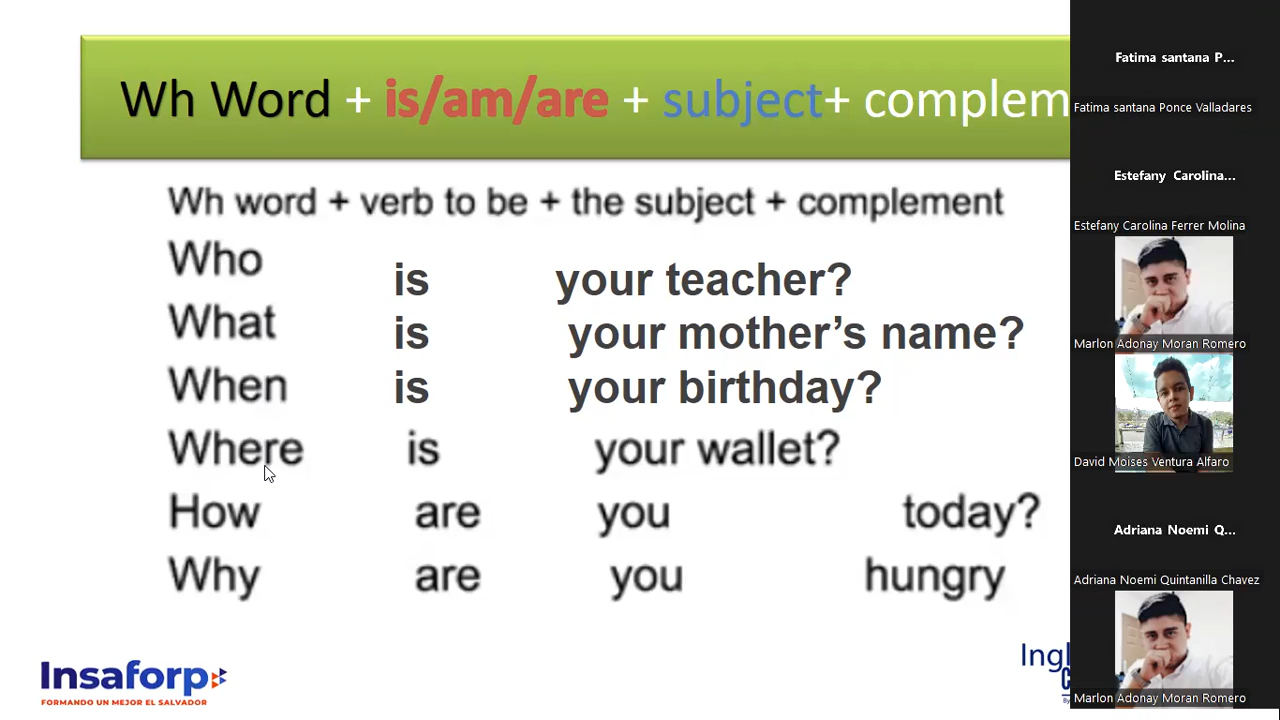 Wh Word + is/am/are + subject+ complem
Wh word + verb to be + the subject + complement
Who is your teacher?
What is your mother's name?
When is your birthday?
Where is your wallet?
How are you today?
Why are you hungry
Insaforp
FORMANDO UN MEJOR EL SALVADOR
Ingl
C
By
Fatima santana P...
Fatima santana Ponce Valladares
Estefany Carolina...
Estefany Carolina Ferrer Molina
Marlon Adonay Moran Romero
David Moises Ventura Alfaro
Adriana Noemi Q...
Adriana Noemi Quintanilla Chavez
Marlon Adonay Moran Romero